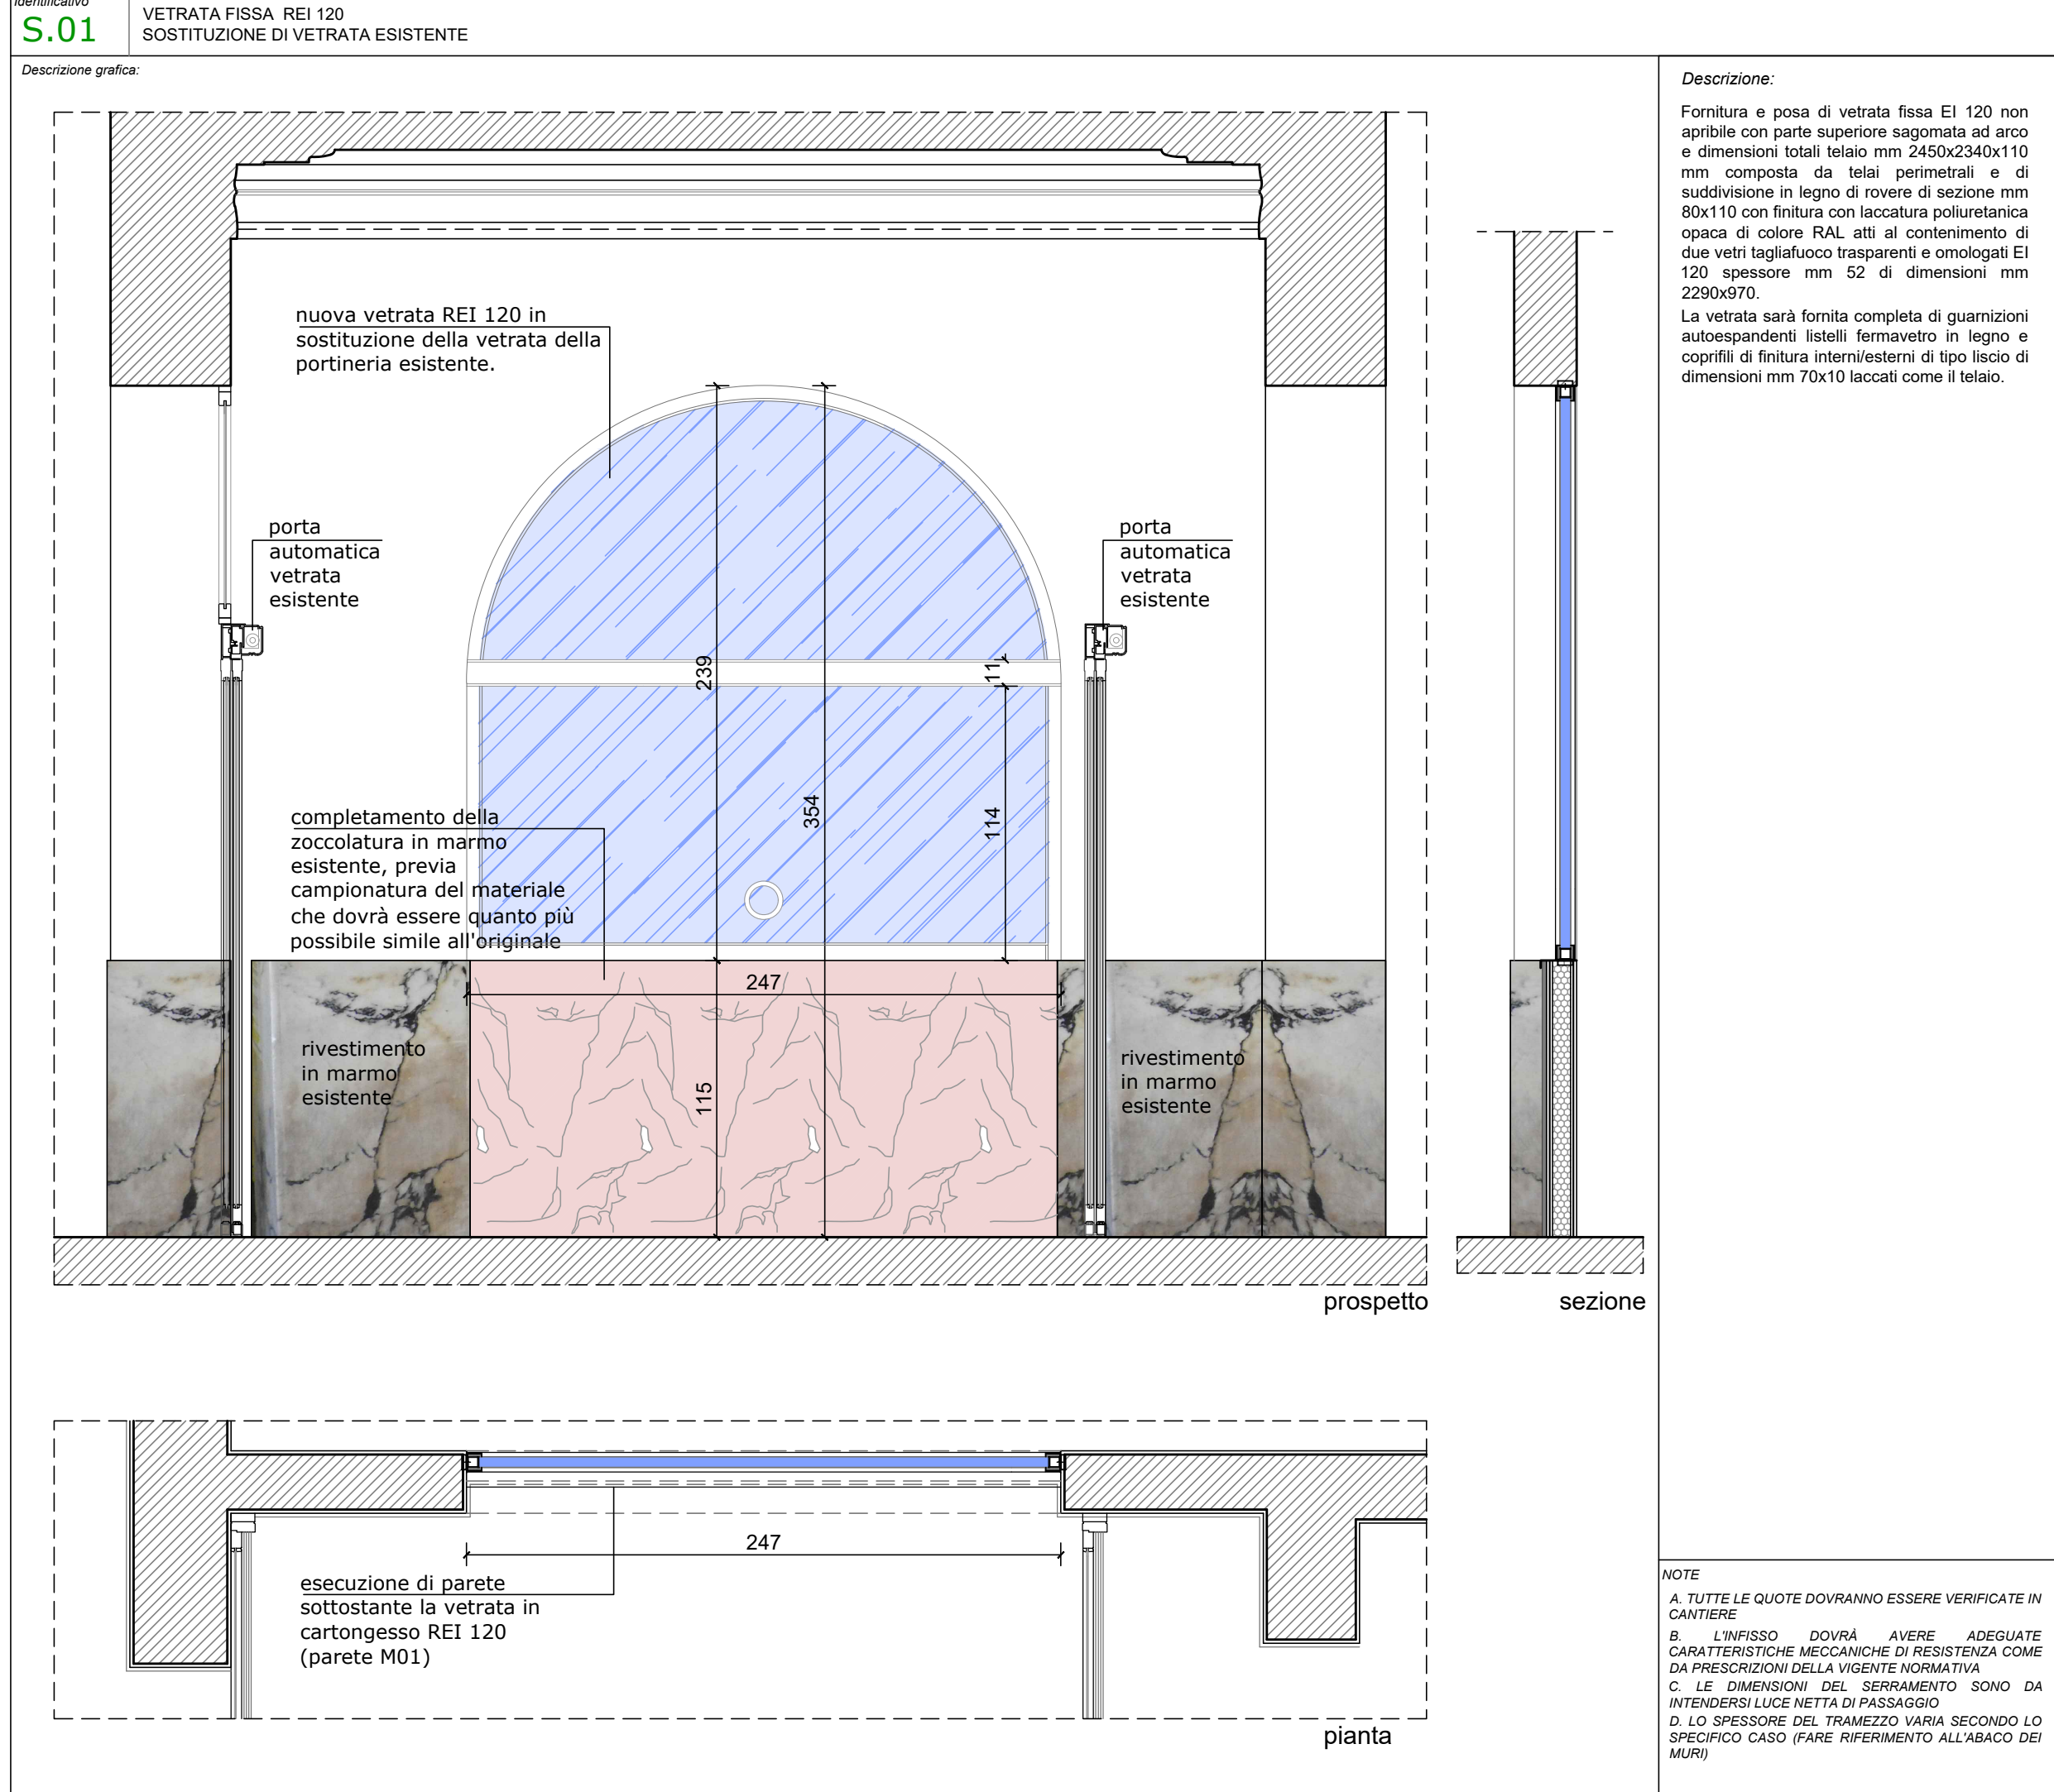 Identificativo
S.01
VETRATA FISSA  REI 120
SOSTITUZIONE DI VETRATA ESISTENTE
Descrizione grafica:
nuova vetrata REI 120 in
sostituzione della vetrata della
portineria esistente.
porta
automatica
vetrata
esistente
porta
automatica
vetrata
esistente
239
354
11
114
completamento della
zoccolatura in marmo
esistente, previa
campionatura del materiale
che dovrà essere quanto più
possibile simile all'originale
247
115
rivestimento
in marmo
esistente
rivestimento
in marmo
esistente
prospetto
sezione
247
esecuzione di parete
sottostante la vetrata in
cartongesso REI 120
(parete M01)
pianta
Descrizione:
Fornitura e posa di vetrata fissa EI 120 non
apribile con parte superiore sagomata ad arco
e dimensioni totali telaio mm 2450x2340x110
mm composta da telai perimetrali e di
suddivisione in legno di rovere di sezione mm
80x110 con finitura con laccatura poliuretanica
opaca di colore RAL atti al contenimento di
due vetri tagliafuoco trasparenti e omologati EI
120 spessore mm 52 di dimensioni mm
2290x970.
La vetrata sarà fornita completa di guarnizioni
autoespandenti listelli fermavetro in legno e
coprifili di finitura interni/esterni di tipo liscio di
dimensioni mm 70x10 laccati come il telaio.
NOTE
A. TUTTE LE QUOTE DOVRANNO ESSERE VERIFICATE IN
CANTIERE
B. L'INFISSO DOVRÀ AVERE ADEGUATE
CARATTERISTICHE MECCANICHE DI RESISTENZA COME
DA PRESCRIZIONI DELLA VIGENTE NORMATIVA
C. LE DIMENSIONI DEL SERRAMENTO SONO DA
INTENDERSI LUCE NETTA DI PASSAGGIO
D. LO SPESSORE DEL TRAMEZZO VARIA SECONDO LO
SPECIFICO CASO (FARE RIFERIMENTO ALL'ABACO DEI
MURI)